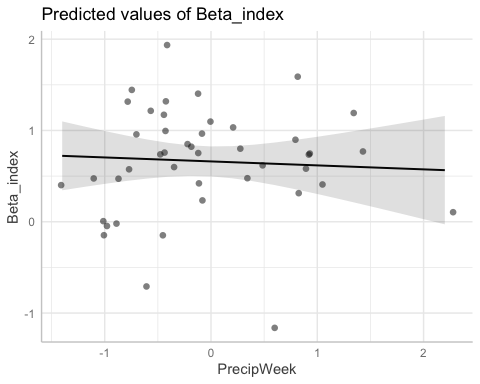 Predicted values of Beta_index
2
1
0
-1
Beta_index
-1
0
1
2
PrecipWeek